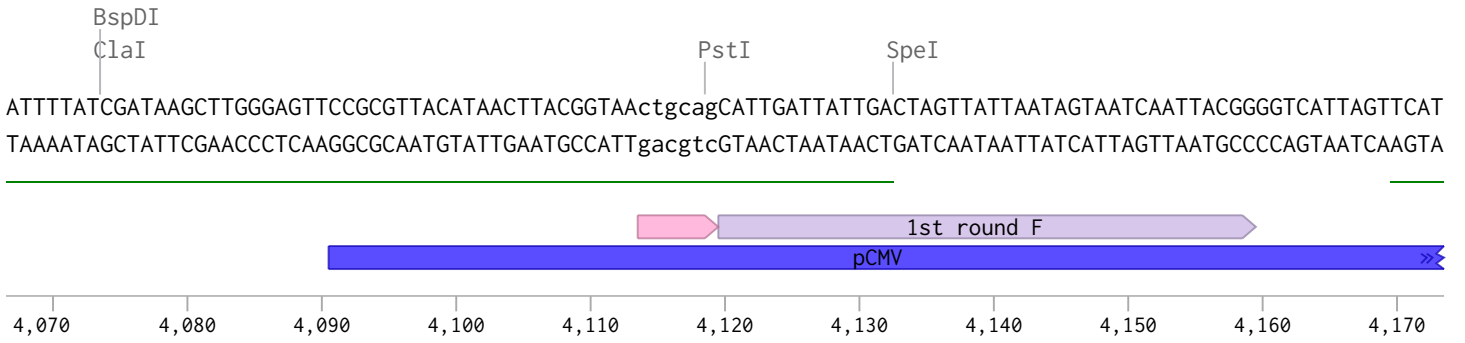 BspDI
ClaI PstI SpeI
ATTTTATCGATAAGCTTGGGAGTTCCGCGTTACATAACTTACGGTAActgcagCATTGATTATTGACTAGTTATTAATAGTAATCAATTACGGGGTCATTAGTTCAT
TAAAATAGCTATTCGAACCCTCAAGGCGCAATGTATTGAATGCCATTgacgtcGTAACTAATAACTGATCAATAATTATCATTAGTTAATGCCCCAGTAATCAAGTA
1st round F
pCMV »
4,070 4,080 4,090 4,100 4,110 4,120 4,130 4,140 4,150 4,160 4,170